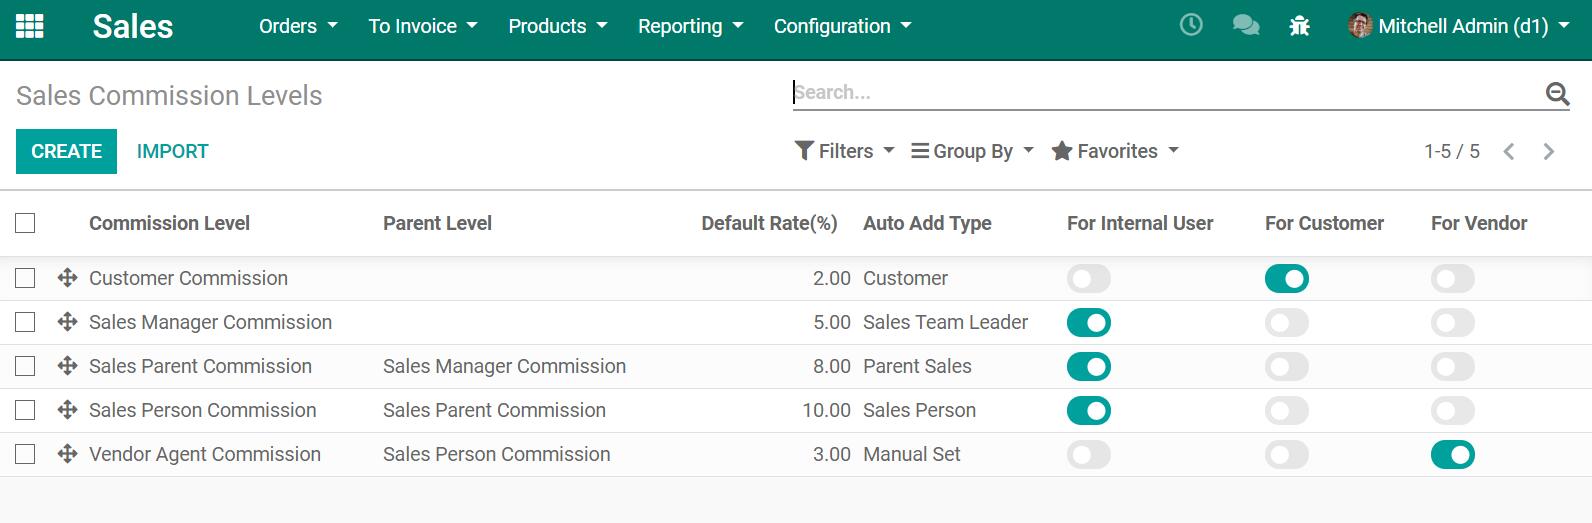 Sales Orders To Invoice Products Reporting Configuration Mitchell Admin (d1)
Sales Commission Levels Search...
CREATE IMPORT Filters Group By Favorites 1-5 / 5
Commission Level Parent Level Default Rate(%) Auto Add Type For Internal User For Customer For Vendor
Customer Commission 2.00 Customer
Sales Manager Commission 5.00 Sales Team Leader
Sales Parent Commission Sales Manager Commission 8.00 Parent Sales
Sales Person Commission Sales Parent Commission 10.00 Sales Person
Vendor Agent Commission Sales Person Commission 3.00 Manual Set